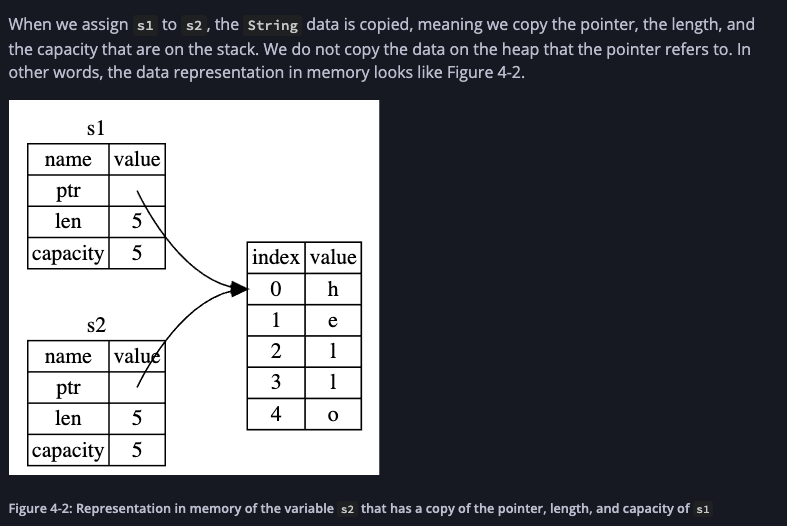 When we assign s1 to s2, the String data is copied, meaning we copy the pointer, the length, and
the capacity that are on the stack. We do not copy the data on the heap that the pointer refers to. In
other words, the data representation in memory looks like Figure 4-2.
s1
name value
ptr
len 5
capacity 5
s2
name value
ptr
len 5
capacity 5
index value
0 h
1 e
2 l
3 l
4 o
Figure 4-2: Representation in memory of the variable s2 that has a copy of the pointer, length, and capacity of s1